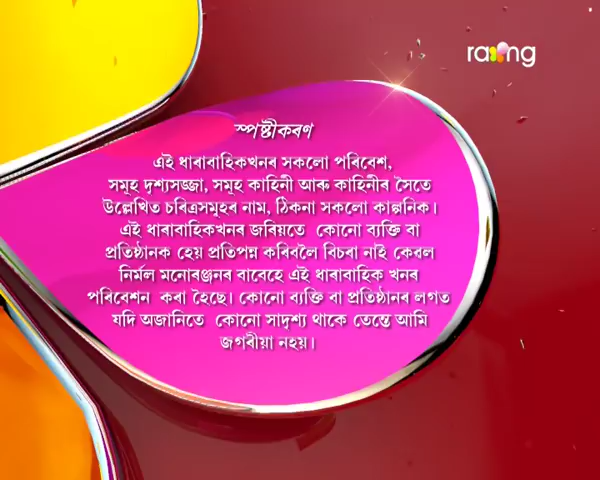 rang
স্পষ্টীকৰণ
এই ধাৰাবাহিকখনৰ সকলো পৰিবেশ,
সমূহ দৃশ্যসজ্জা, সমূহ কাহিনী আৰু কাহিনীৰ সৈতে
উল্লেখিত চৰিত্ৰসমূহৰ নাম, ঠিকনা সকলো কাল্পনিক।
এই ধাৰাবাহিকখনৰ জৰিয়তে কোনো ব্যক্তি বা
প্ৰতিষ্ঠানক হেয় প্ৰতিপন্ন কৰিবলৈ বিচৰা নাই কেৱল
নিৰ্মল মনোৰঞ্জনৰ বাবেহে এই ধাৰাবাহিক খনৰ
পৰিবেশন কৰা হৈছে। কোনো ব্যক্তি বা প্ৰতিষ্ঠানৰ লগত
যদি অজানিতে কোনো সাদৃশ্য থাকে তেন্তে আমি
জগৰীয়া নহয়।